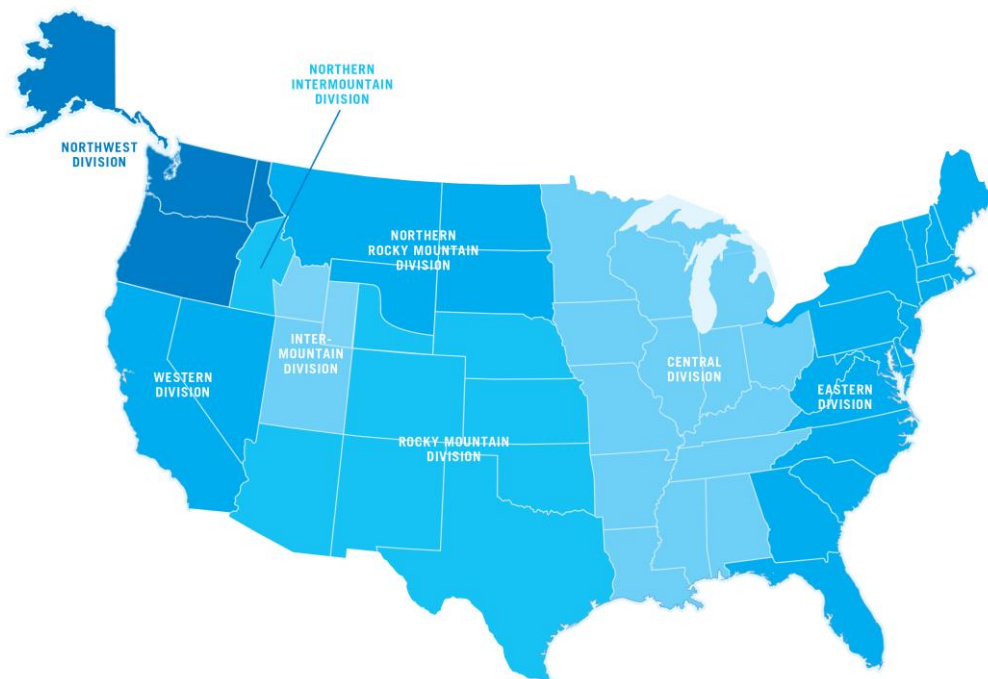 NORTHERN
INTERMOUNTAIN
DIVISION
NORTHWEST
DIVISION
NORTHERN
ROCKY MOUNTAIN
DIVISION
INTER-
MOUNTAIN
DIVISION
WESTERN
DIVISION
CENTRAL
DIVISION
EASTERN
DIVISION
ROCKY MOUNTAIN
DIVISION